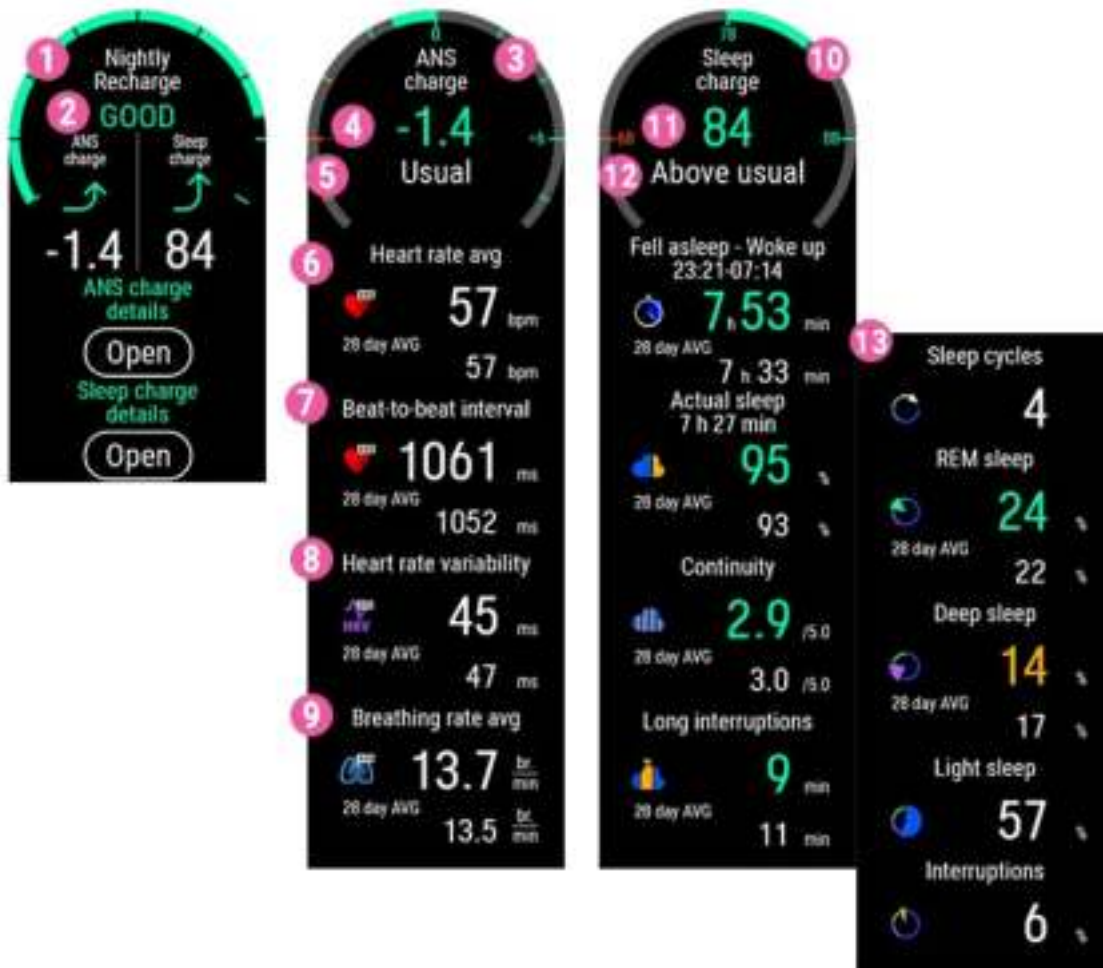 1
Nightly
Recharge
2
GOOD
ANS
charge
Sleep
charge
-1.4
84
ANS charge
details
Open
Sleep charge
details
Open
0
3
ANS
charge
4
-1.4
+6
5
Usual
6
Heart rate avg
57 bpm
28 day AVG
57 bpm
7
Beat-to-beat interval
1061 ms
28 day AVG
1052 ms
8
Heart rate variability
HRV
45 ms
28 day AVG
47 ms
9
Breathing rate avg
13.7 br. min
28 day AVG
13.5 br. min
10
Sleep
charge
11
84
12
Above usual
Fell asleep - Woke up
23:21-07:14
7 h 53 min
28 day AVG
7 h 33 min
Actual sleep
7 h 27 min
95 %
28 day AVG
93 %
Continuity
2.9 /5.0
28 day AVG
3.0 /5.0
Long interruptions
9 min
28 day AVG
11 min
13
Sleep cycles
4
REM sleep
24 %
28 day AVG
22 %
Deep sleep
14 %
28 day AVG
17 %
Light sleep
57 %
Interruptions
6 %